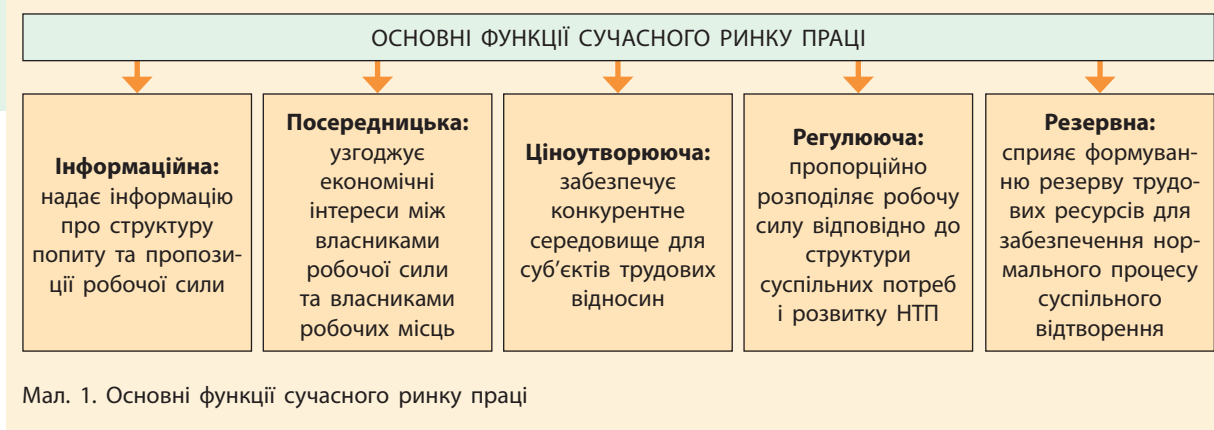 ОСНОВНІ ФУНКЦІЇ СУЧАСНОГО РИНКУ ПРАЦІ
Інформаційна:
надає інформацію
про структуру
попиту та пропози-
ції робочої сили
Посередницька:
узгоджує
економічні
інтереси між
власниками
робочої сили
та власниками
робочих місць
Ціноутворююча:
забезпечує
конкурентне
середовище для
суб’єктів трудових
відносин
Регулююча:
пропорційно
розподіляє робочу
силу відповідно до
структури
суспільних потреб
і розвитку НТП
Резервна:
сприяє формуван-
ню резерву трудо-
вих ресурсів для
забезпечення нор-
мального процесу
суспільного
відтворення
Мал. 1. Основні функції сучасного ринку праці